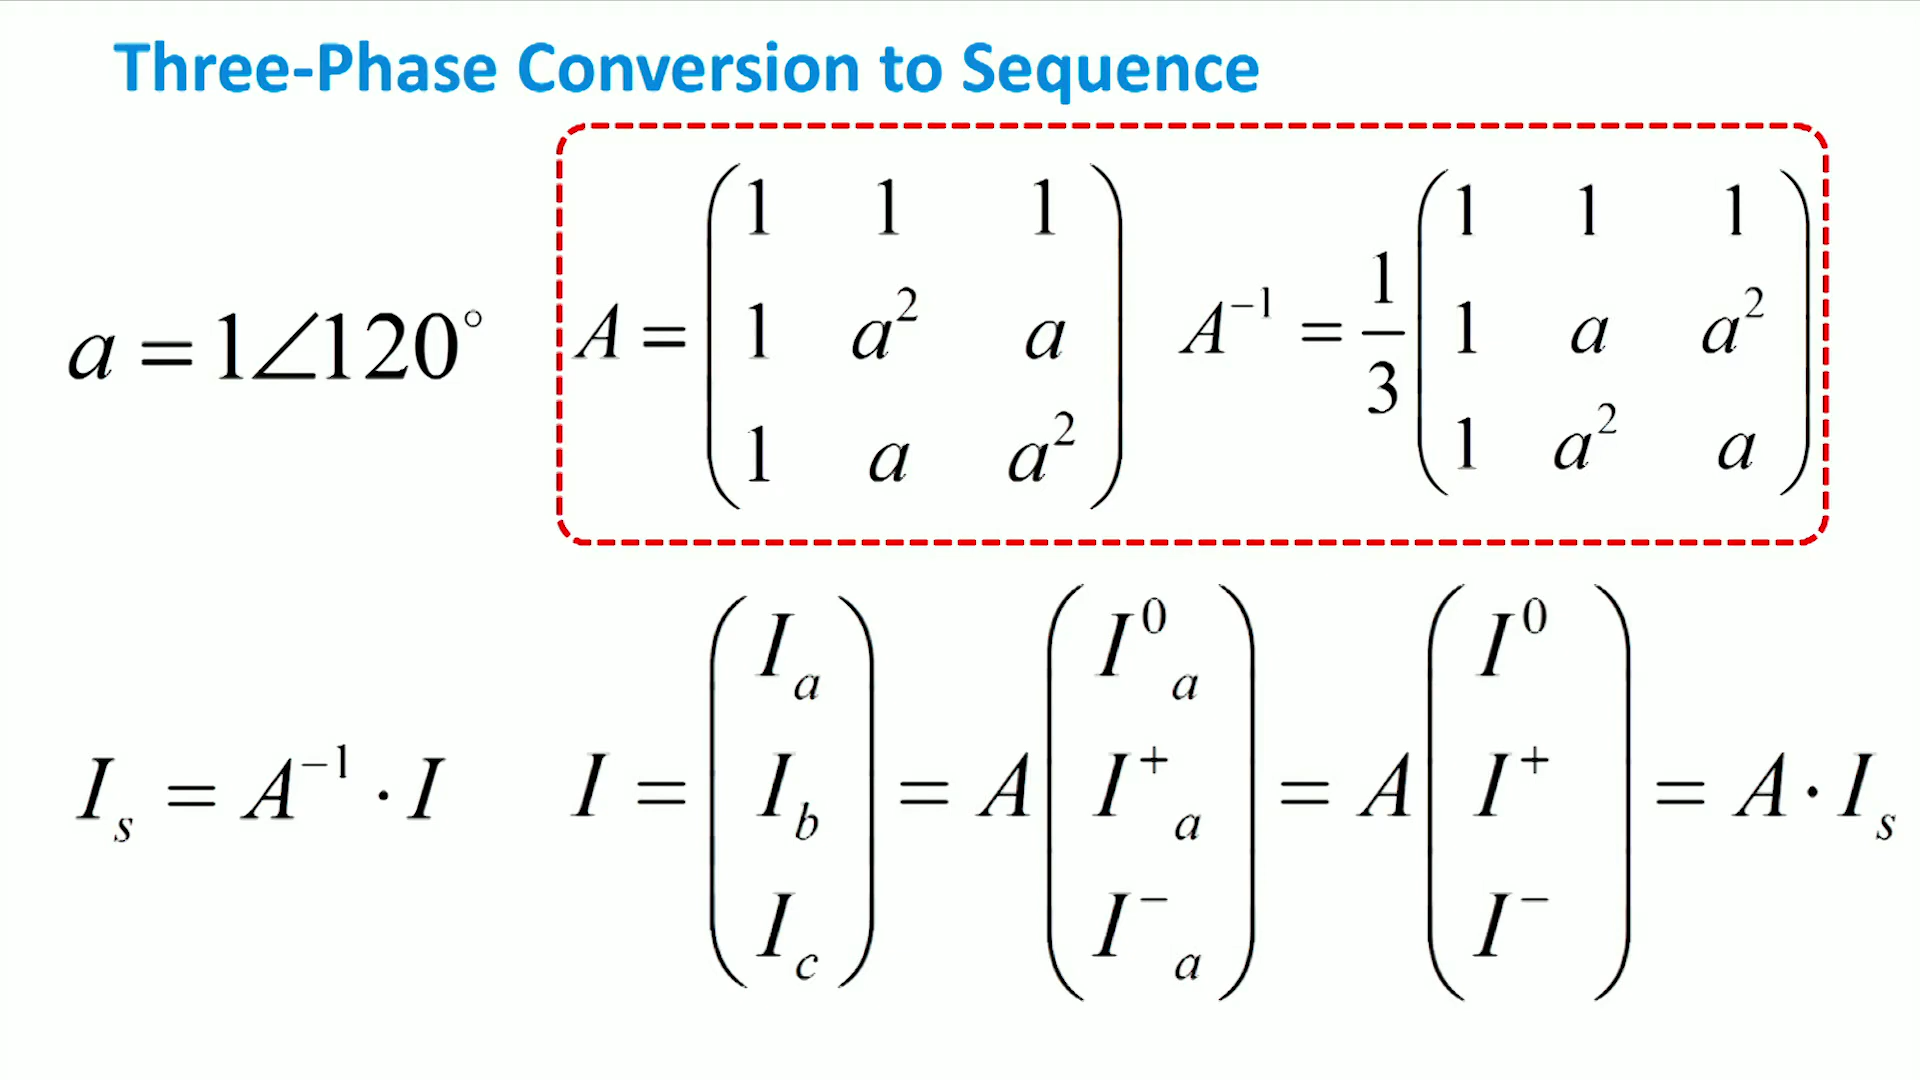 Three-Phase Conversion to Sequence
a = 1∠120°
A = ( 1 1 1 ; 1 a² a ; 1 a a² )
A⁻¹ = 1/3 ( 1 1 1 ; 1 a a² ; 1 a² a )
I_s = A⁻¹ · I
I = ( I_a ; I_b ; I_c ) = A ( I⁰_a ; I⁺_a ; I⁻_a ) = A ( I⁰ ; I⁺ ; I⁻ ) = A · I_s